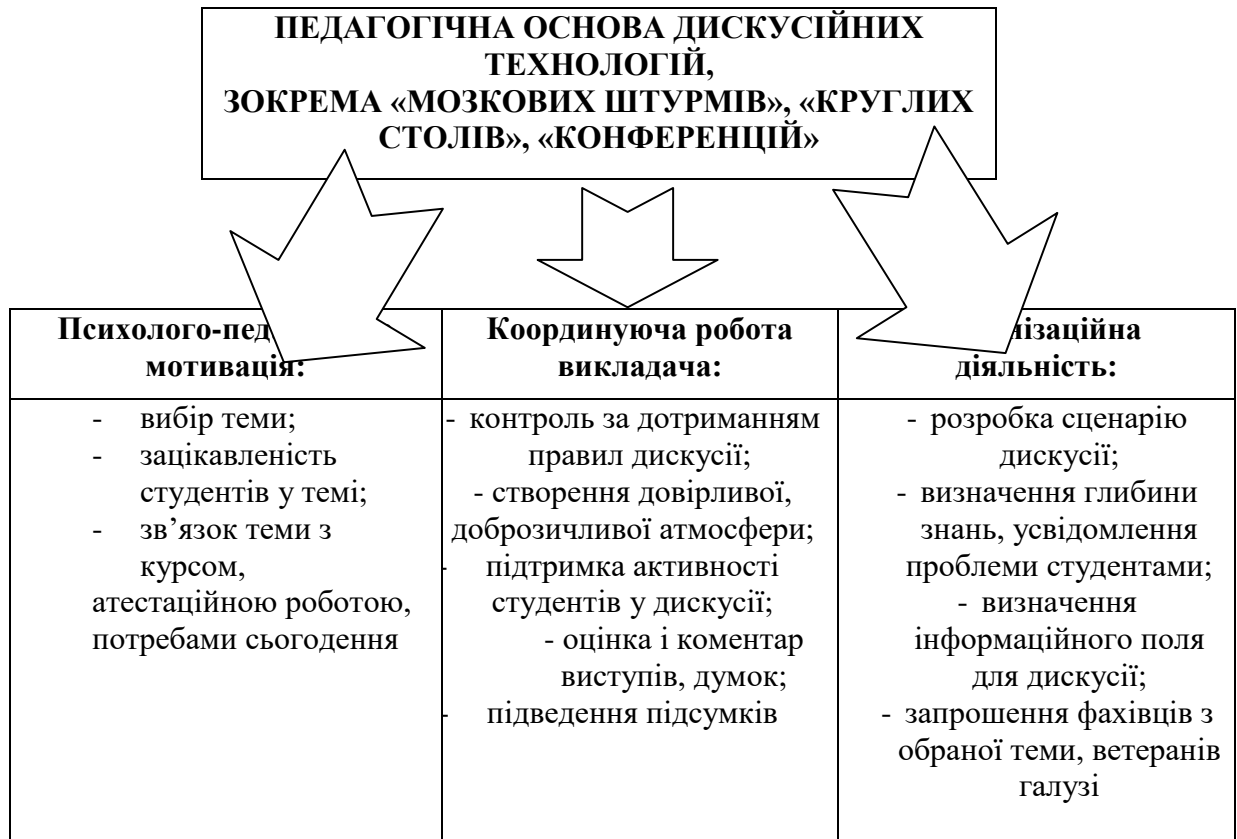 ПЕДАГОГІЧНА ОСНОВА ДИСКУСІЙНИХ
ТЕХНОЛОГІЙ,
ЗОКРЕМА «МОЗКОВИХ ШТУРМІВ», «КРУГЛИХ
СТОЛІВ», «КОНФЕРЕНЦІЙ»
Психолого-пед
мотивація:
- вибір теми;
- зацікавленість
студентів у темі;
- зв’язок теми з
курсом,
атестаційною роботою,
потребами сьогодення
Координуюча робота
викладача:
- контроль за дотриманням
правил дискусії;
- створення довірливої,
доброзичливої атмосфери;
- підтримка активності
студентів у дискусії;
- оцінка і коментар
виступів, думок;
- підведення підсумків
нізаційна
діяльність:
- розробка сценарію
дискусії;
- визначення глибини
знань, усвідомлення
проблеми студентами;
- визначення
інформаційного поля
для дискусії;
- запрошення фахівців з
обраної теми, ветеранів
галузі